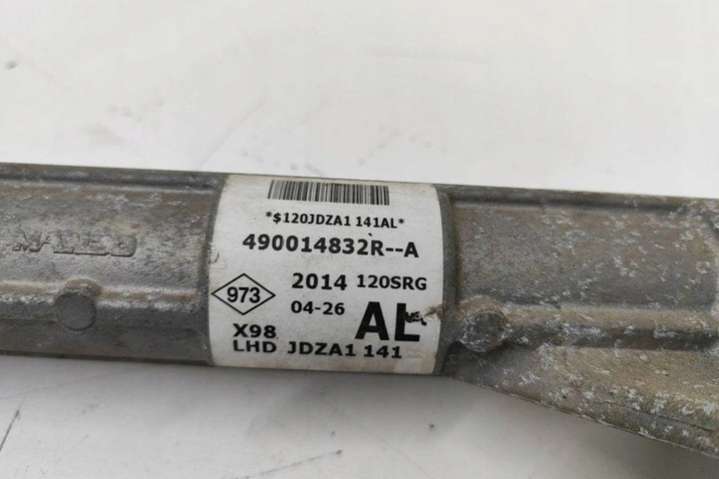 *$120JDZA1 141AL*
490014832R--A
973
2014 120SRG
04-26
AL
X98
LHD JDZA1 141